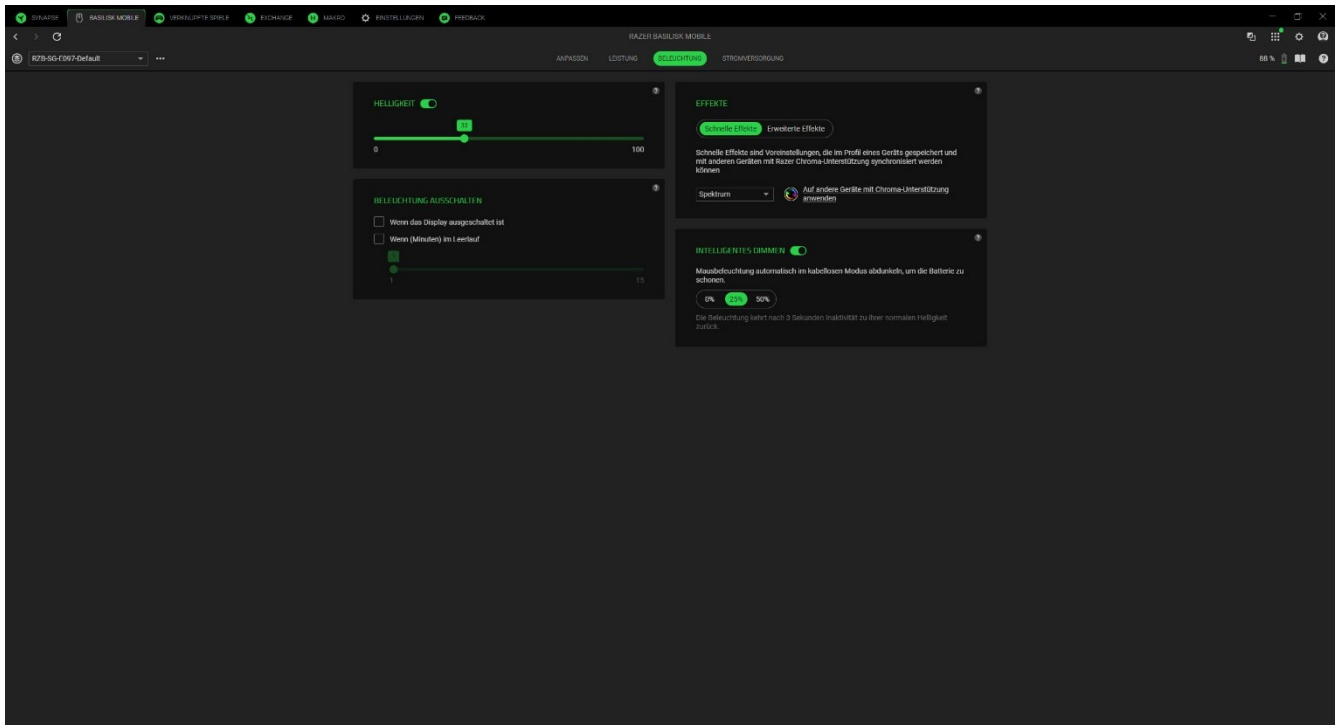 SYNAPSE BASILISK MOBILE VERKNÜPFTE SPIELE EXCHANGE MAKRO EINSTELLUNGEN FEEDBACK
RAZER BASILISK MOBILE
RZB-SG-E097-Default ANPASSEN LEISTUNG BELEUCHTUNG STROMVERSORGUNG 88 %
HELLIGKEIT
33
0 100
BELEUCHTUNG AUSSCHALTEN
Wenn das Display ausgeschaltet ist
Wenn (Minuten) im Leerlauf
1 15
EFFEKTE
Schnelle Effekte Erweiterte Effekte
Schnelle Effekte sind Voreinstellungen, die im Profil eines Geräts gespeichert und
mit anderen Geräten mit Razer Chroma-Unterstützung synchronisiert werden
können
Spektrum Auf andere Geräte mit Chroma-Unterstützung
anwenden
INTELLIGENTES DIMMEN
Mausbeleuchtung automatisch im kabellosen Modus abdunkeln, um die Batterie zu
schonen.
0% 25% 50%
Die Beleuchtung kehrt nach 3 Sekunden Inaktivität zu ihrer normalen Helligkeit
zurück.